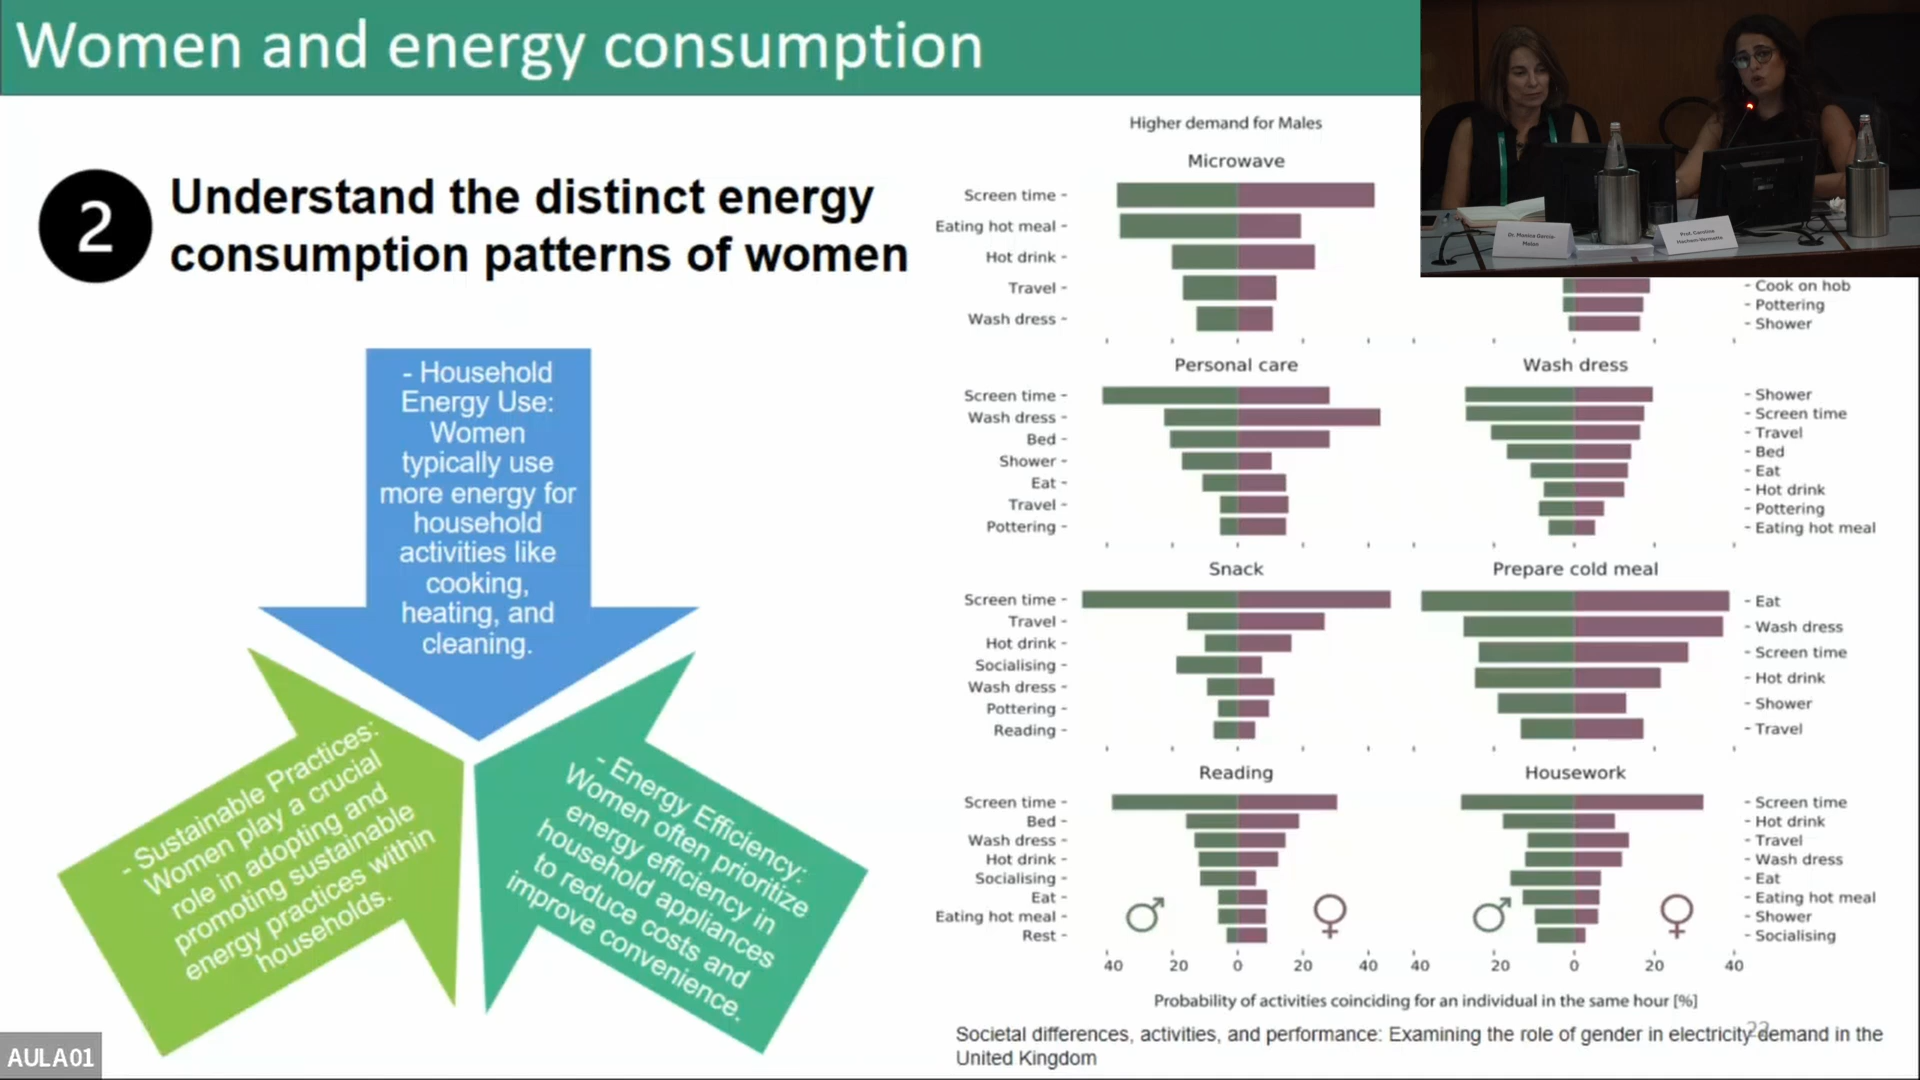 Women and energy consumption
2
Understand the distinct energy
consumption patterns of women
- Household
Energy Use:
Women
typically use
more energy for
household
activities like
cooking,
heating, and
cleaning.
- Sustainable Practices:
Women play a crucial
role in adopting and
promoting sustainable
energy practices within
households.
- Energy Efficiency:
Women often prioritize
energy efficiency in
household appliances
to reduce costs and
improve convenience.
Higher demand for Males
Microwave
Screen time -
Eating hot meal -
Hot drink -
Travel -
Wash dress -
- Cook on hob
- Pottering
- Shower
Personal care
Screen time -
Wash dress -
Bed -
Shower -
Eat -
Travel -
Pottering -
Wash dress
- Shower
- Screen time
- Travel
- Bed
- Eat
- Hot drink
- Pottering
- Eating hot meal
Snack
Screen time -
Travel -
Hot drink -
Socialising -
Wash dress -
Pottering -
Reading -
Prepare cold meal
- Eat
- Wash dress
- Screen time
- Hot drink
- Shower
- Travel
Reading
Screen time -
Bed -
Wash dress -
Hot drink -
Socialising -
Eat -
Eating hot meal -
Rest -
Housework
- Screen time
- Hot drink
- Travel
- Wash dress
- Eat
- Eating hot meal
- Shower
- Socialising
40 20 0 20 40 40 20 0 20 40
Probability of activities coinciding for an individual in the same hour [%]
Societal differences, activities, and performance: Examining the role of gender in electricity demand in the
United Kingdom
22
Dr. Monica Garcia-
Melon
Prof. Caroline
Hachem-Vermette
AULA01